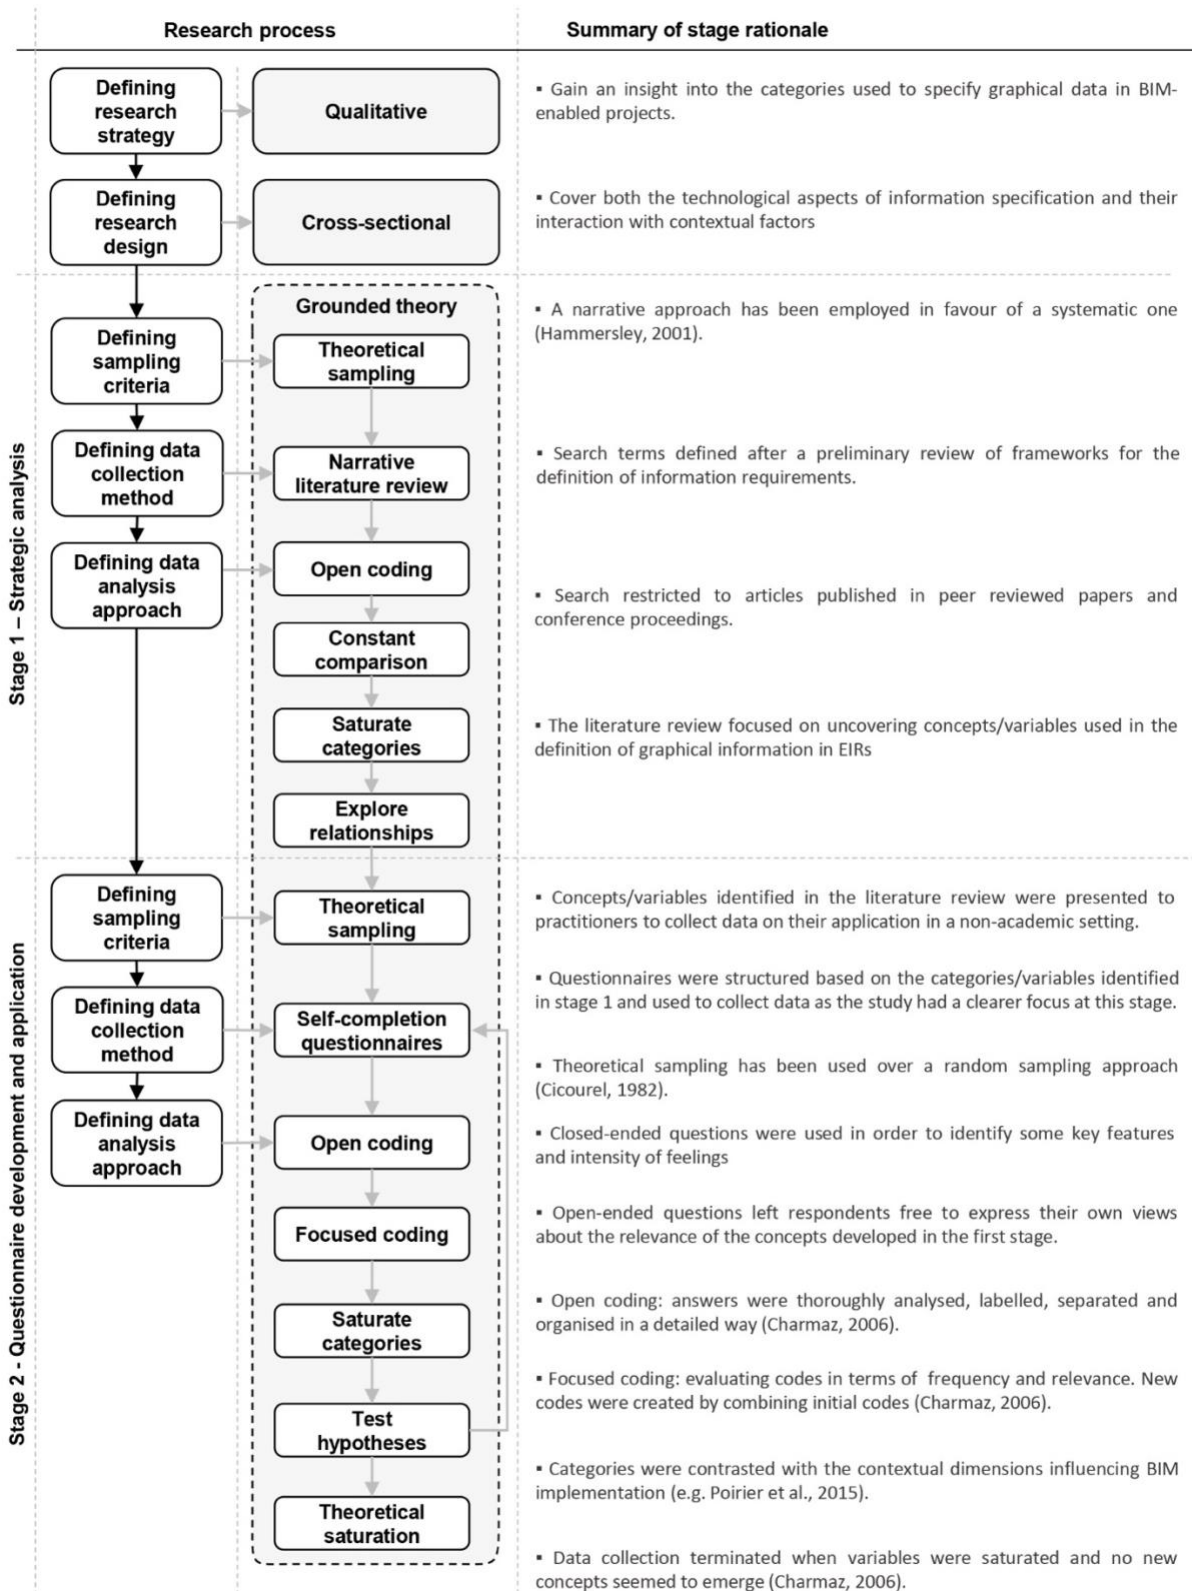 Research process
Summary of stage rationale
Defining
research
strategy
Qualitative
▪ Gain an insight into the categories used to specify graphical data in BIM-
enabled projects.
Defining
research
design
Cross-sectional
▪ Cover both the technological aspects of information specification and their
interaction with contextual factors
Stage 1 – Strategic analysis
Grounded theory
Defining
sampling
criteria
Theoretical
sampling
▪ A narrative approach has been employed in favour of a systematic one
(Hammersley, 2001).
Defining data
collection
method
Narrative
literature review
▪ Search terms defined after a preliminary review of frameworks for the
definition of information requirements.
Defining data
analysis
approach
Open coding
▪ Search restricted to articles published in peer reviewed papers and
conference proceedings.
Constant
comparison
Saturate
categories
▪ The literature review focused on uncovering concepts/variables used in the
definition of graphical information in EIRs
Explore
relationships
Stage 2 - Questionnaire development and application
Defining
sampling
criteria
Theoretical
sampling
▪ Concepts/variables identified in the literature review were presented to
practitioners to collect data on their application in a non-academic setting.
Defining data
collection
method
Self-completion
questionnaires
▪ Questionnaires were structured based on the categories/variables identified
in stage 1 and used to collect data as the study had a clearer focus at this stage.
▪ Theoretical sampling has been used over a random sampling approach
(Cicourel, 1982).
Defining data
analysis
approach
Open coding
▪ Closed-ended questions were used in order to identify some key features
and intensity of feelings
Focused coding
▪ Open-ended questions left respondents free to express their own views
about the relevance of the concepts developed in the first stage.
Saturate
categories
▪ Open coding: answers were thoroughly analysed, labelled, separated and
organised in a detailed way (Charmaz, 2006).
Test
hypotheses
▪ Focused coding: evaluating codes in terms of frequency and relevance. New
codes were created by combining initial codes (Charmaz, 2006).
Theoretical
saturation
▪ Categories were contrasted with the contextual dimensions influencing BIM
implementation (e.g. Poirier et al., 2015).
▪ Data collection terminated when variables were saturated and no new
concepts seemed to emerge (Charmaz, 2006).